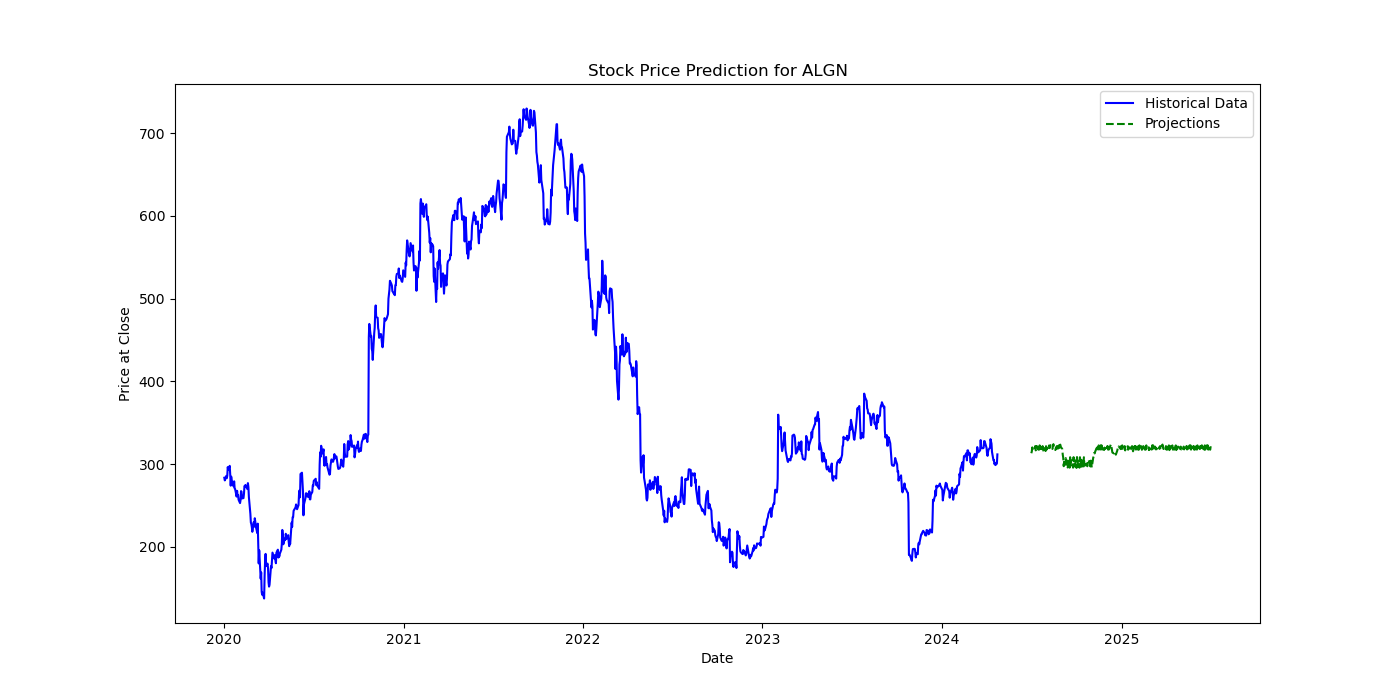 Stock Price Prediction for ALGN
Historical Data
Projections
Price at Close
700
600
500
400
300
200
2020 2021 2022 2023 2024 2025
Date